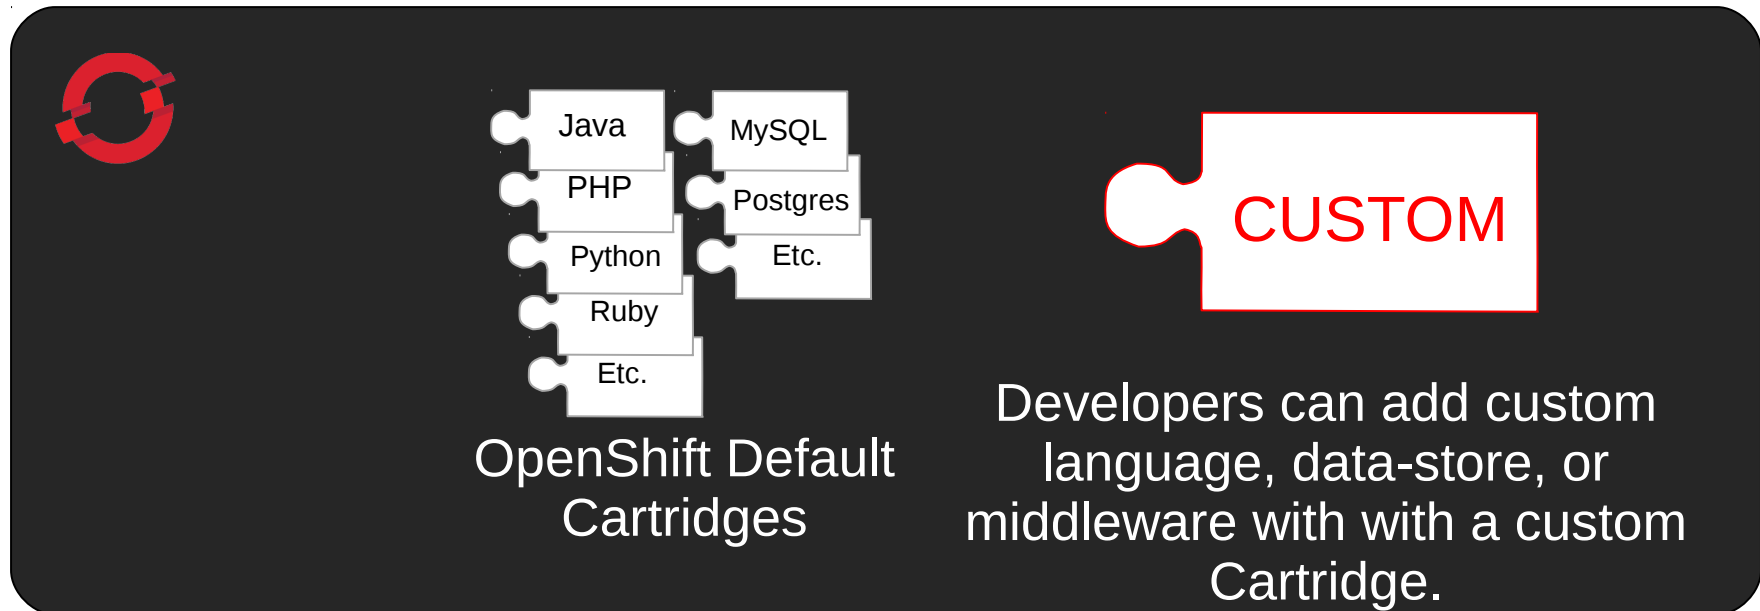 Java
PHP
Python
Ruby
Etc.
MySQL
Postgres
Etc.
OpenShift Default
Cartridges
CUSTOM
Developers can add custom
language, data-store, or
middleware with with a custom
Cartridge.